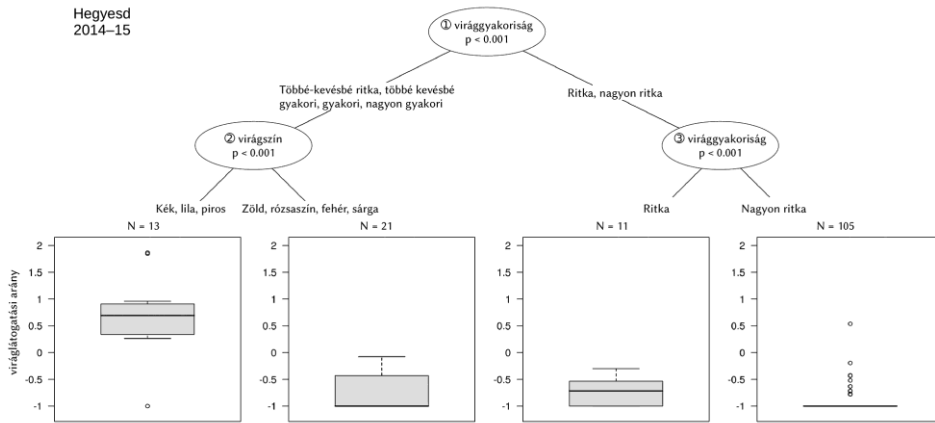 Hegyesd
2014–15
① virággyakoriság
p < 0.001
Többé-kevésbé ritka, többé kevésbé
gyakori, gyakori, nagyon gyakori
Ritka, nagyon ritka
② virágszín
p < 0.001
③ virággyakoriság
p < 0.001
Kék, lila, piros
Zöld, rózsaszín, fehér, sárga
Ritka
Nagyon ritka
N = 13
N = 21
N = 11
N = 105
viráglátogatási arány
2
1.5
1
0.5
0
-0.5
-1
2
1.5
1
0.5
0
-0.5
-1
2
1.5
1
0.5
0
-0.5
-1
2
1.5
1
0.5
0
-0.5
-1